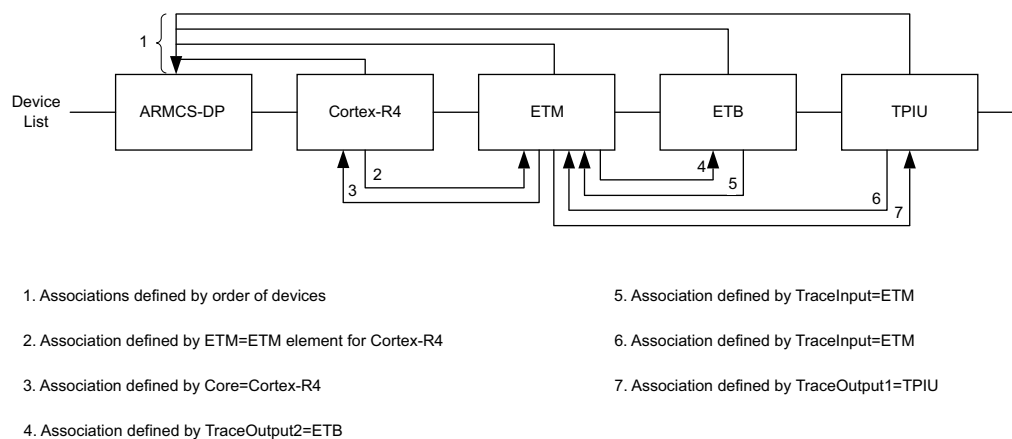 1
Device
List
ARMCS-DP
Cortex-R4
ETM
ETB
TPIU
2
3
4
5
6
7
1. Associations defined by order of devices
2. Association defined by ETM=ETM element for Cortex-R4
3. Association defined by Core=Cortex-R4
4. Association defined by TraceOutput2=ETB
5. Association defined by TraceInput=ETM
6. Association defined by TraceInput=ETM
7. Association defined by TraceOutput1=TPIU